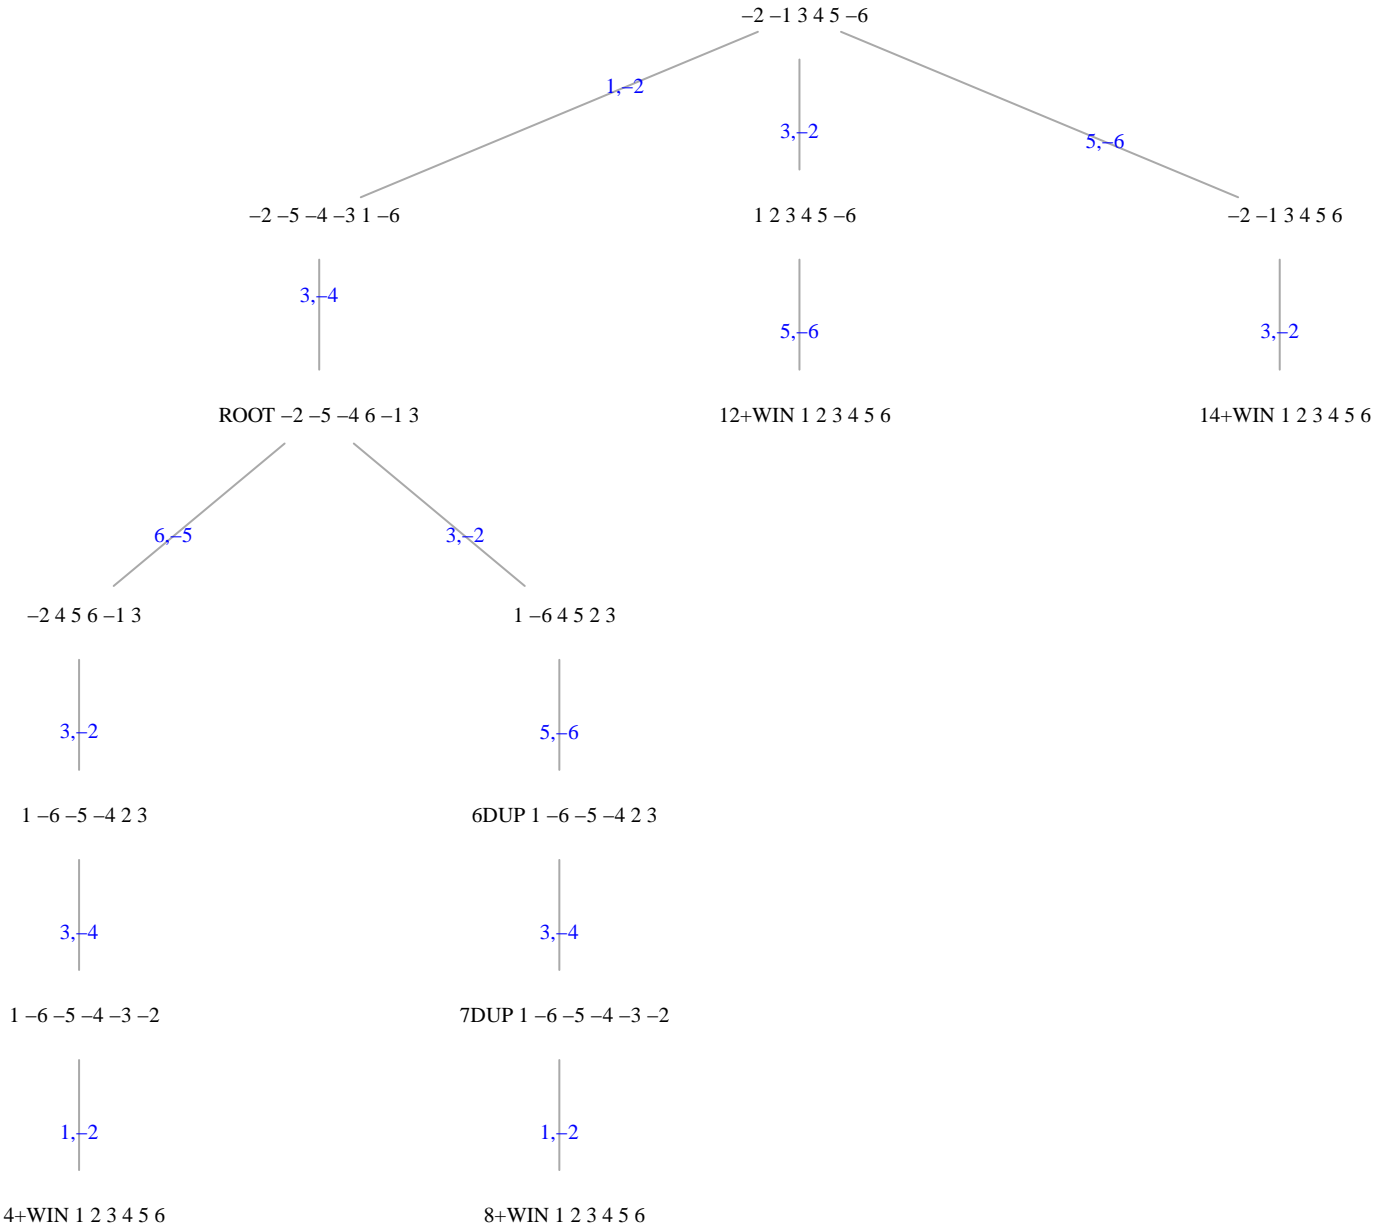 –2 –1 3 4 5 –6
1,–2
3,–2
5,–6
–2 –5 –4 –3 1 –6
1 2 3 4 5 –6
–2 –1 3 4 5 6
3,–4
5,–6
3,–2
ROOT –2 –5 –4 6 –1 3
12+WIN 1 2 3 4 5 6
14+WIN 1 2 3 4 5 6
6,–5
3,–2
–2 4 5 6 –1 3
1 –6 4 5 2 3
3,–2
5,–6
1 –6 –5 –4 2 3
6DUP 1 –6 –5 –4 2 3
3,–4
3,–4
1 –6 –5 –4 –3 –2
7DUP 1 –6 –5 –4 –3 –2
1,–2
1,–2
4+WIN 1 2 3 4 5 6
8+WIN 1 2 3 4 5 6